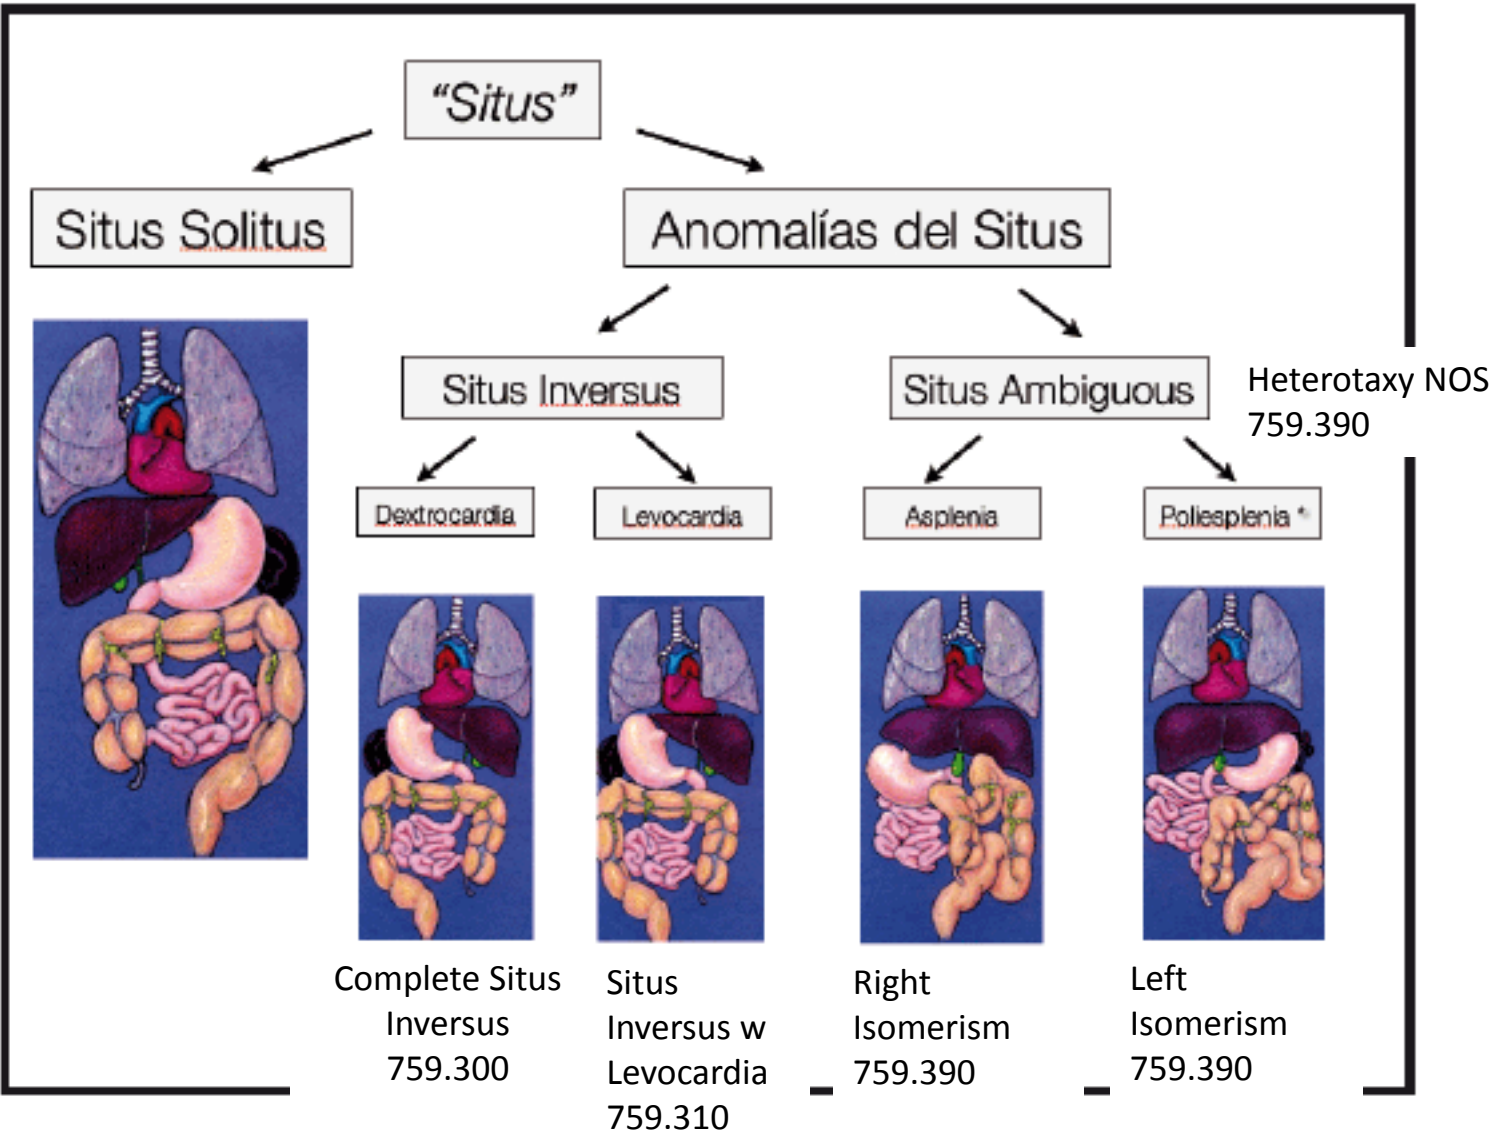 “Situs”
Situs Solitus
Anomalías del Situs
Situs Inversus
Situs Ambiguous
Heterotaxy NOS
759.390
Dextrocardia
Levocardia
Asplenia
Poliesplenia *
Complete Situs
Inversus
759.300
Situs
Inversus w
Levocardia
759.310
Right
Isomerism
759.390
Left
Isomerism
759.390